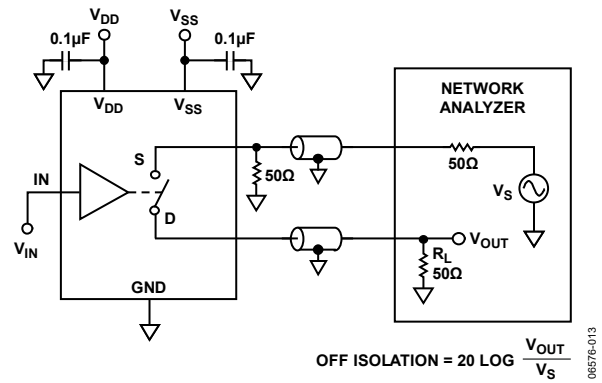 VDD
VSS
0.1µF
0.1µF
VDD
VSS
NETWORK
ANALYZER
S
50Ω
50Ω
IN
VS
D
VOUT
VIN
RL
50Ω
GND
OFF ISOLATION = 20 LOG VOUT
VS
06576-013